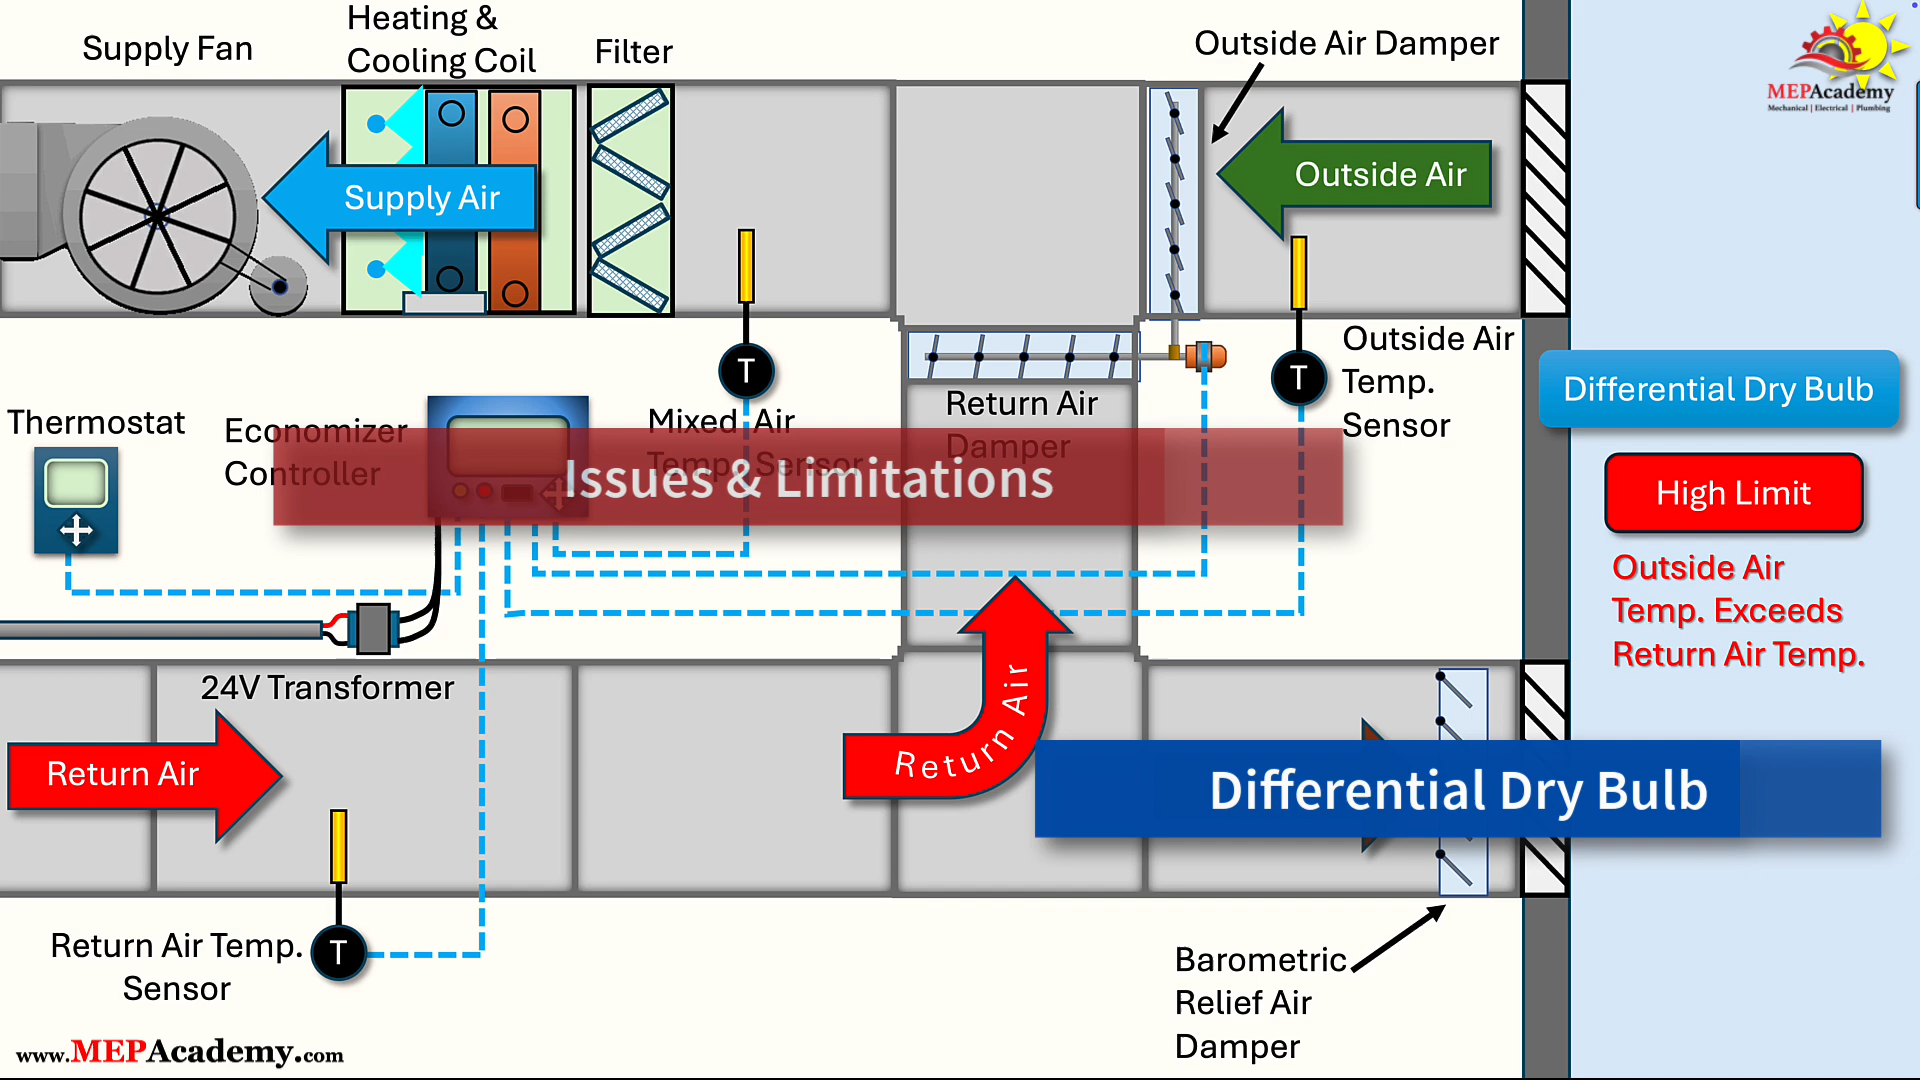 Supply Fan
Heating &
Cooling Coil
Filter
Outside Air Damper
MEPAcademy
Mechanical | Electrical | Plumbing
Supply Air
Outside Air
T
T
Outside Air
Temp.
Sensor
Differential Dry Bulb
Thermostat
Economizer
Controller
Mixed Air
Temp. Sensor
Return Air
Damper
Issues & Limitations
High Limit
Outside Air
Temp. Exceeds
Return Air Temp.
24V Transformer
Return Air
Return Air
Differential Dry Bulb
Return Air Temp.
Sensor
T
Barometric
Relief Air
Damper
www.MEPAcademy.com